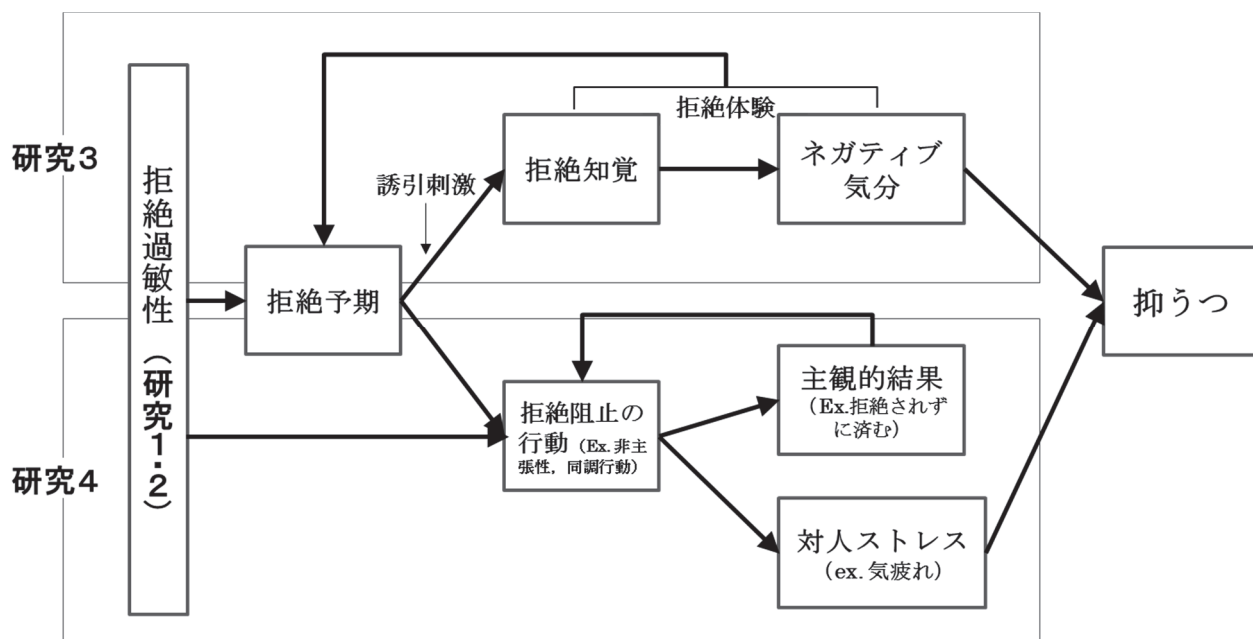 研究3
研究4
拒絶過敏性(研究1・2)
拒絶予期
誘引刺激
拒絶体験
拒絶知覚
ネガティブ
気分
拒絶阻止の
行動（Ex.非主
張性，同調行動）
主観的結果
（Ex.拒絶されず
に済む）
対人ストレス
（ex.気疲れ）
抑うつ